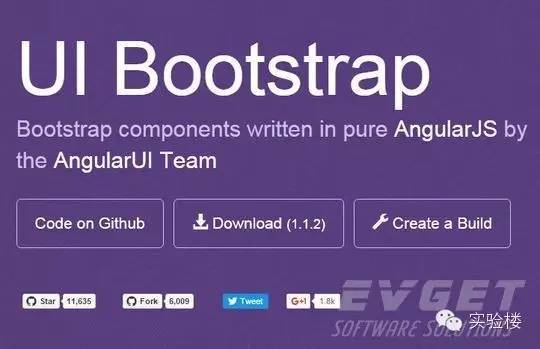 UI Bootstrap
Bootstrap components written in pure AngularJS by
the AngularUI Team
Code on Github
Download (1.1.2)
Create a Build
Star 11,635
Fork 6,009
Tweet
G+1 1.8k
EVGET
SOFTWARE SOLUTIONS
实验楼